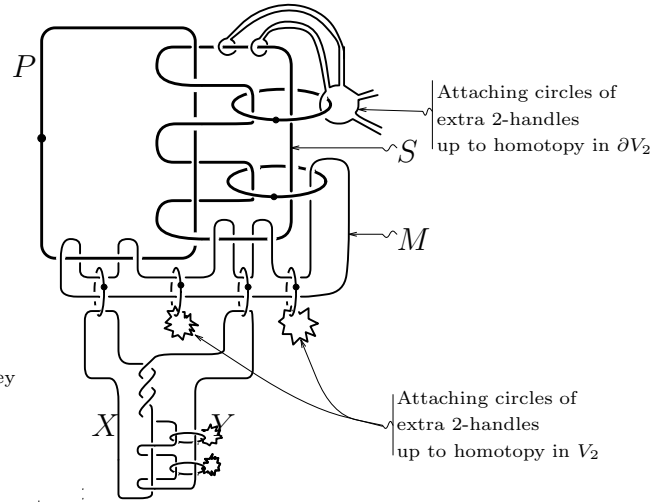 P
Attaching circles of
extra 2-handles
up to homotopy in ∂V₂
S
M
ey
X Y
Attaching circles of
extra 2-handles
up to homotopy in V₂